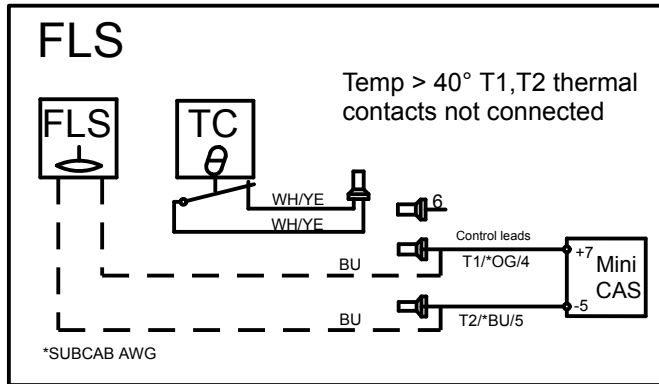 FLS
Temp > 40° T1,T2 thermal
contacts not connected
FLS
TC
WH/YE
WH/YE
6
Control leads
BU
T1/*OG/4
+7
Mini
CAS
-5
BU
T2/*BU/5
*SUBCAB AWG